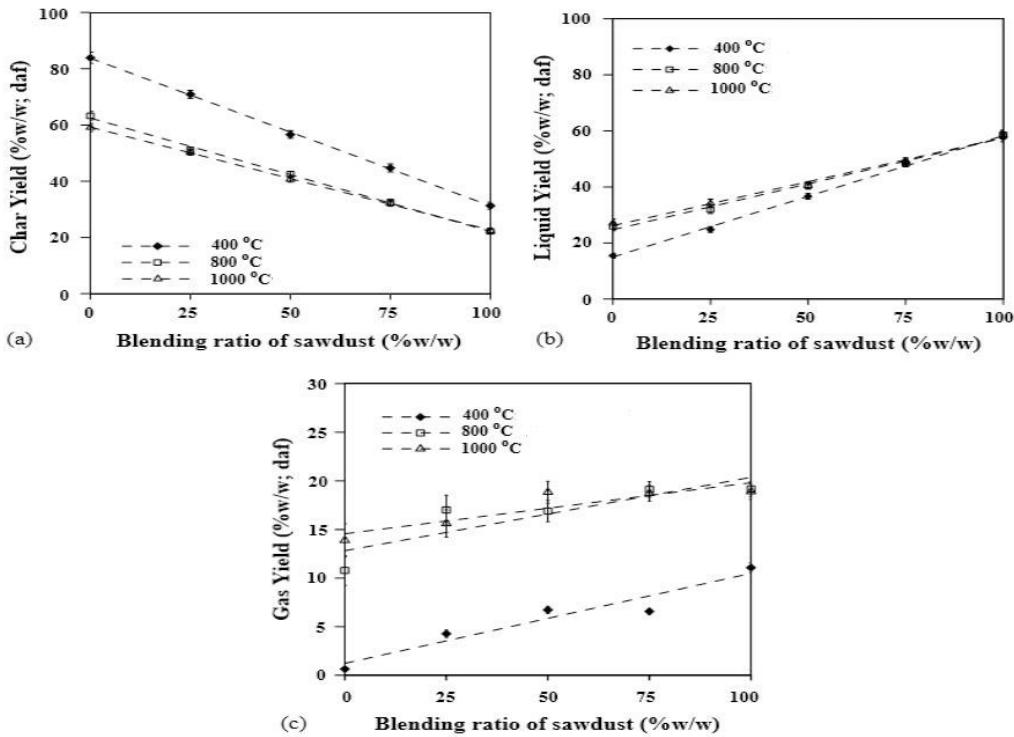 100
80
60
40
20
0
Char Yield (%w/w; daf)
400 °C
800 °C
1000 °C
0 25 50 75 100
(a) Blending ratio of sawdust (%w/w)
100
80
60
40
20
0
Liquid Yield (%w/w; daf)
400 °C
800 °C
1000 °C
0 25 50 75 100
(b) Blending ratio of sawdust (%w/w)
30
25
20
15
10
5
0
Gas Yield (%w/w; daf)
400 °C
800 °C
1000 °C
0 25 50 75 100
(c) Blending ratio of sawdust (%w/w)